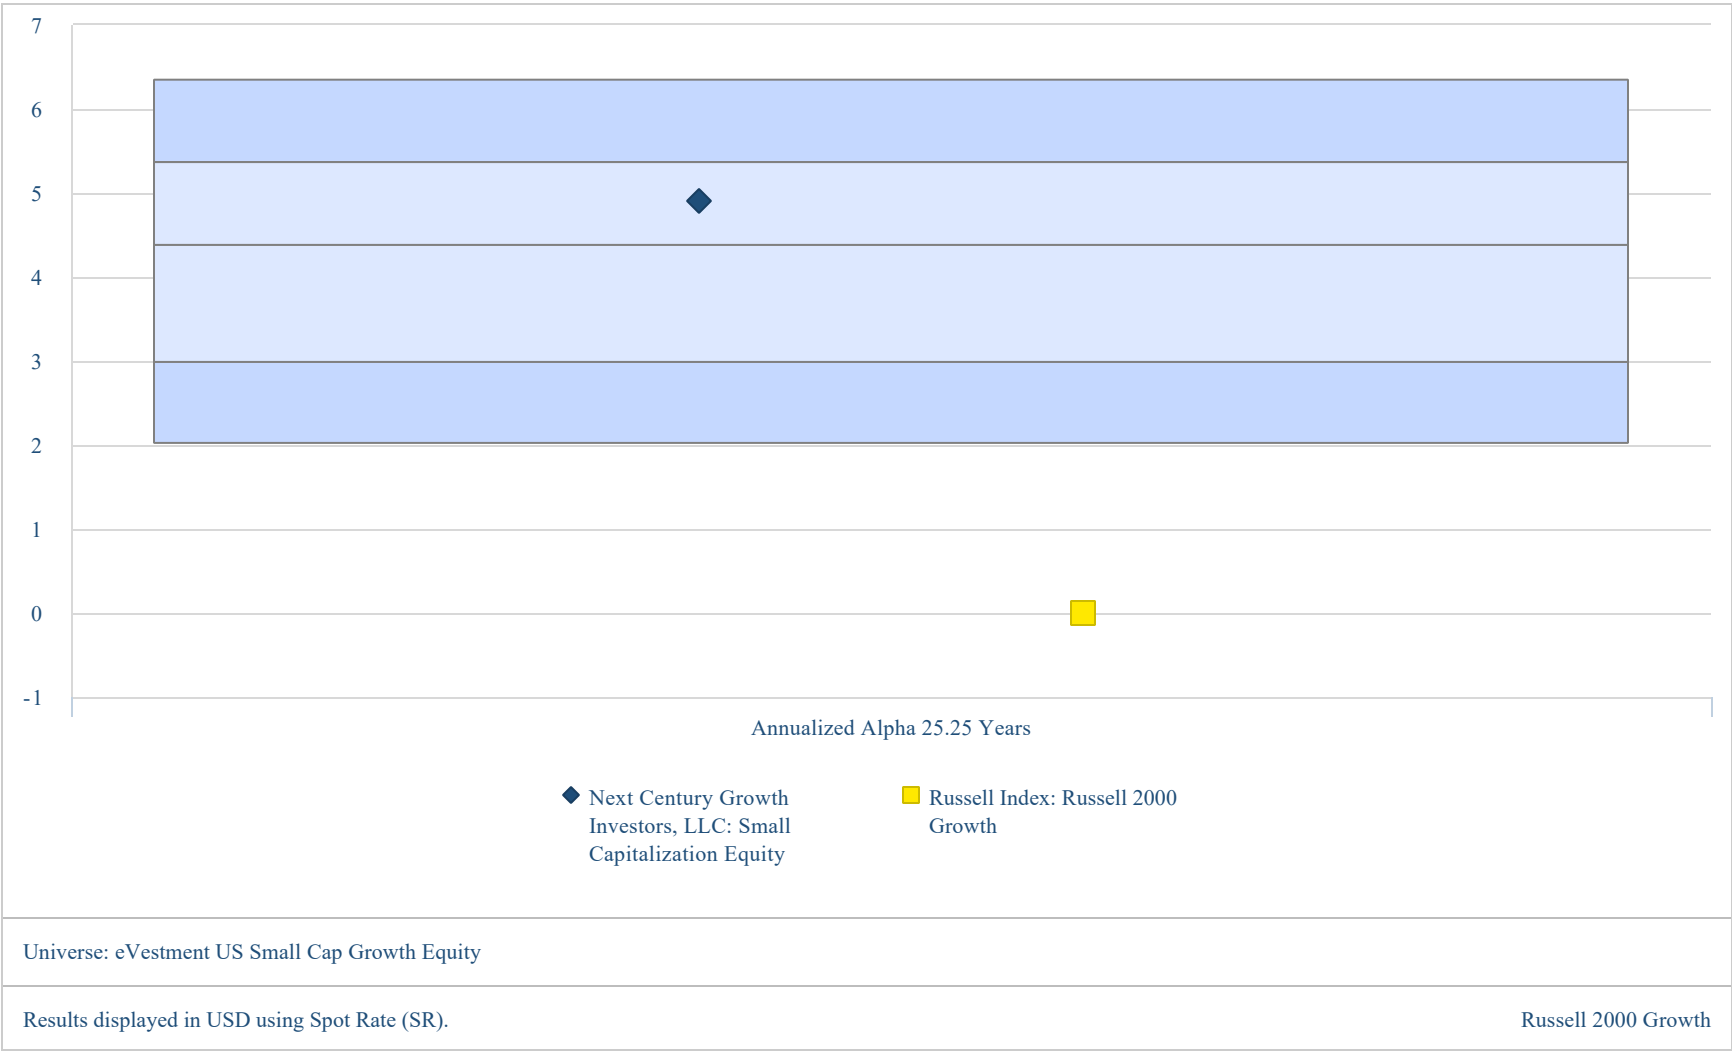 7
6
5
4
3
2
1
0
-1
Annualized Alpha 25.25 Years
Next Century Growth
Investors, LLC: Small
Capitalization Equity
Russell Index: Russell 2000
Growth
Universe: eVestment US Small Cap Growth Equity
Results displayed in USD using Spot Rate (SR).
Russell 2000 Growth